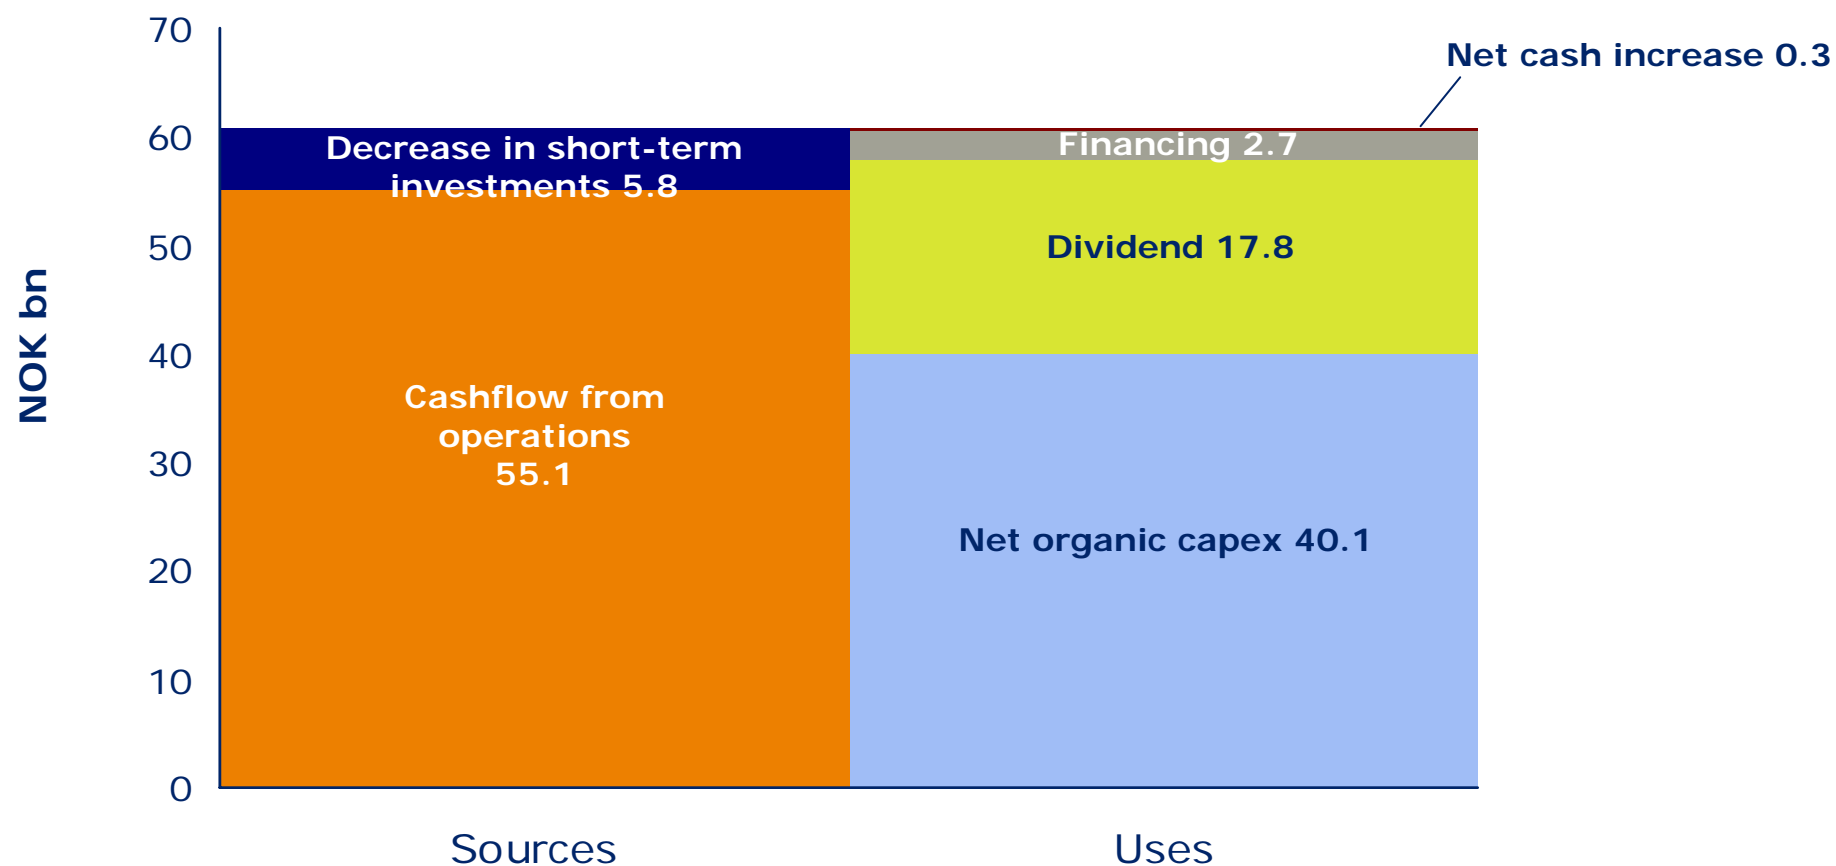 NOK bn
70
60
50
40
30
20
10
0
Decrease in short-term
investments 5.8
Cashflow from
operations
55.1
Net cash increase 0.3
Financing 2.7
Dividend 17.8
Net organic capex 40.1
Sources
Uses